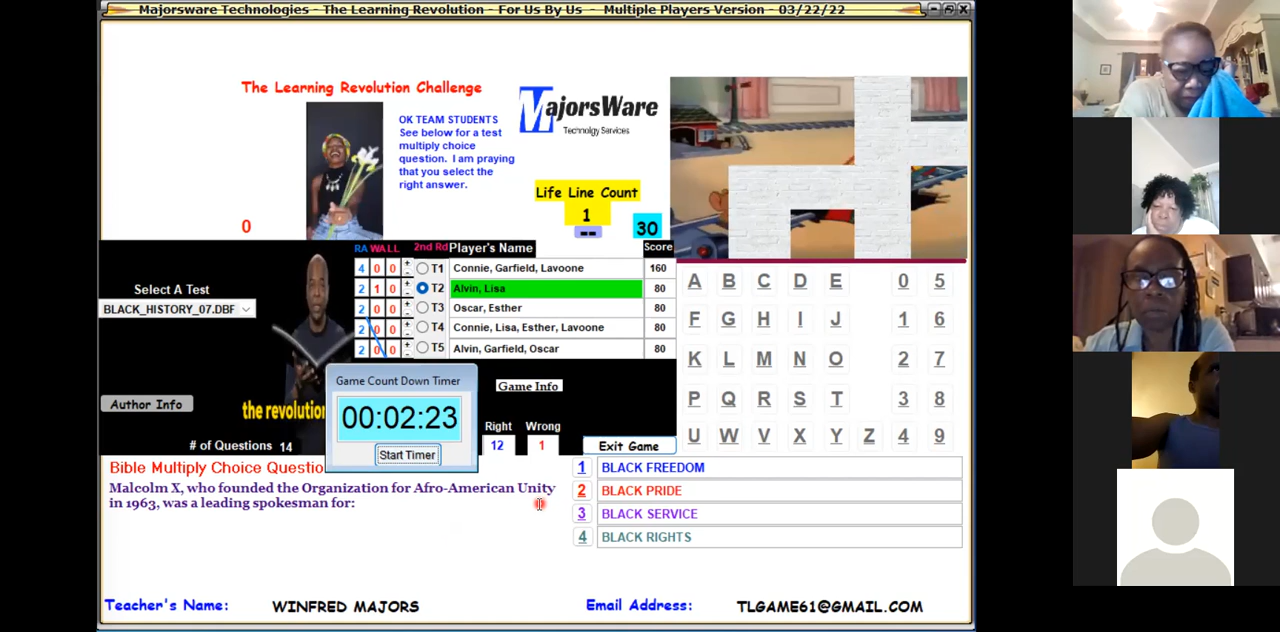 Majorsware Technologies - The Learning Revolution - For Us By Us - Multiple Players Version - 03/22/22
The Learning Revolution Challenge
OK TEAM STUDENTS
See below for a test
multiply choice
question. I am praying
that you select the
right answer.
MajorsWare
Technolgy Services
Life Line Count
1
--
30
0
RA WA LL 2nd Rd Player's Name Score
4 0 0 + - T1 Connie, Garfield, Lavoone 160
2 1 0 + - T2 Alvin, Lisa 80
2 0 0 + - T3 Oscar, Esther 80
2 0 0 + - T4 Connie, Lisa, Esther, Lavoone 80
2 0 0 + - T5 Alvin, Garfield, Oscar 80
Select A Test
BLACK_HISTORY_07.DBF
Author Info
the revolution
# of Questions 14
Game Count Down Timer
00:02:23
Start Timer
Game Info
Right Wrong
12 1
Exit Game
A B C D E 0 5
F G H I J 1 6
K L M N O 2 7
P Q R S T 3 8
U W V X Y Z 4 9
Bible Multiply Choice Questio
Malcolm X, who founded the Organization for Afro-American Unity
in 1963, was a leading spokesman for:
1 BLACK FREEDOM
2 BLACK PRIDE
3 BLACK SERVICE
4 BLACK RIGHTS
Teacher's Name: WINFRED MAJORS
Email Address: TLGAME61@GMAIL.COM